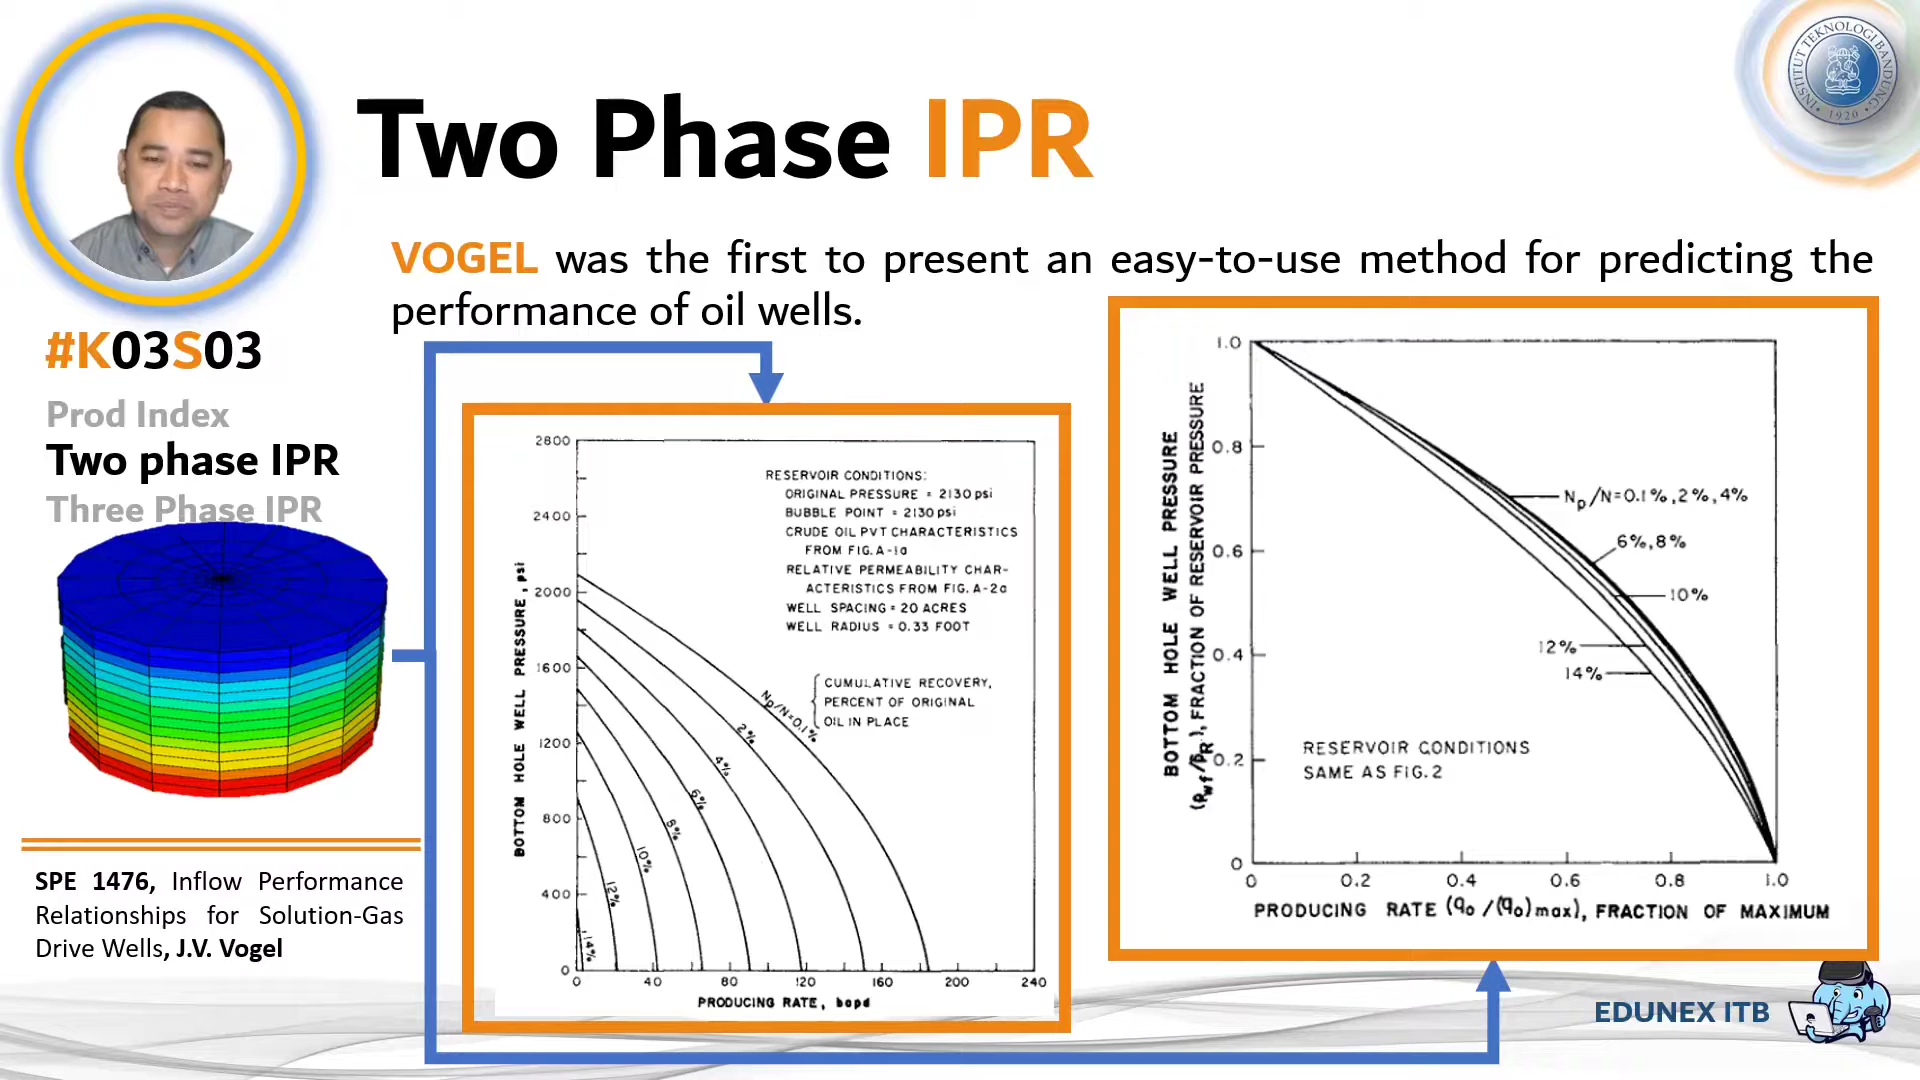 INSTITUT TEKNOLOGI BANDUNG
1920
Two Phase IPR
VOGEL was the first to present an easy-to-use method for predicting the
performance of oil wells.
#K03S03
Prod Index
Two phase IPR
Three Phase IPR
SPE 1476, Inflow Performance
Relationships for Solution-Gas
Drive Wells, J.V. Vogel
2800
2400
2000
1600
1200
800
400
0
BOTTOM HOLE WELL PRESSURE, psi
RESERVOIR CONDITIONS:
ORIGINAL PRESSURE = 2130 psi
BUBBLE POINT = 2130 psi
CRUDE OIL PVT CHARACTERISTICS
FROM FIG. A-1a
RELATIVE PERMEABILITY CHAR-
ACTERISTICS FROM FIG. A-2a
WELL SPACING = 20 ACRES
WELL RADIUS = 0.33 FOOT
CUMULATIVE RECOVERY,
PERCENT OF ORIGINAL
OIL IN PLACE
Np/N=0.1%
2%
4%
6%
8%
10%
12%
14%
0 40 80 120 160 200 240
PRODUCING RATE, bopd
1.0
0.8
0.6
0.4
0.2
0
BOTTOM HOLE WELL PRESSURE
(pwf/p̄R), FRACTION OF RESERVOIR PRESSURE
Np/N=0.1%,2%,4%
6%,8%
10%
12%
14%
RESERVOIR CONDITIONS
SAME AS FIG. 2
0 0.2 0.4 0.6 0.8 1.0
PRODUCING RATE (qo/(qo)max), FRACTION OF MAXIMUM
EDUNEX ITB